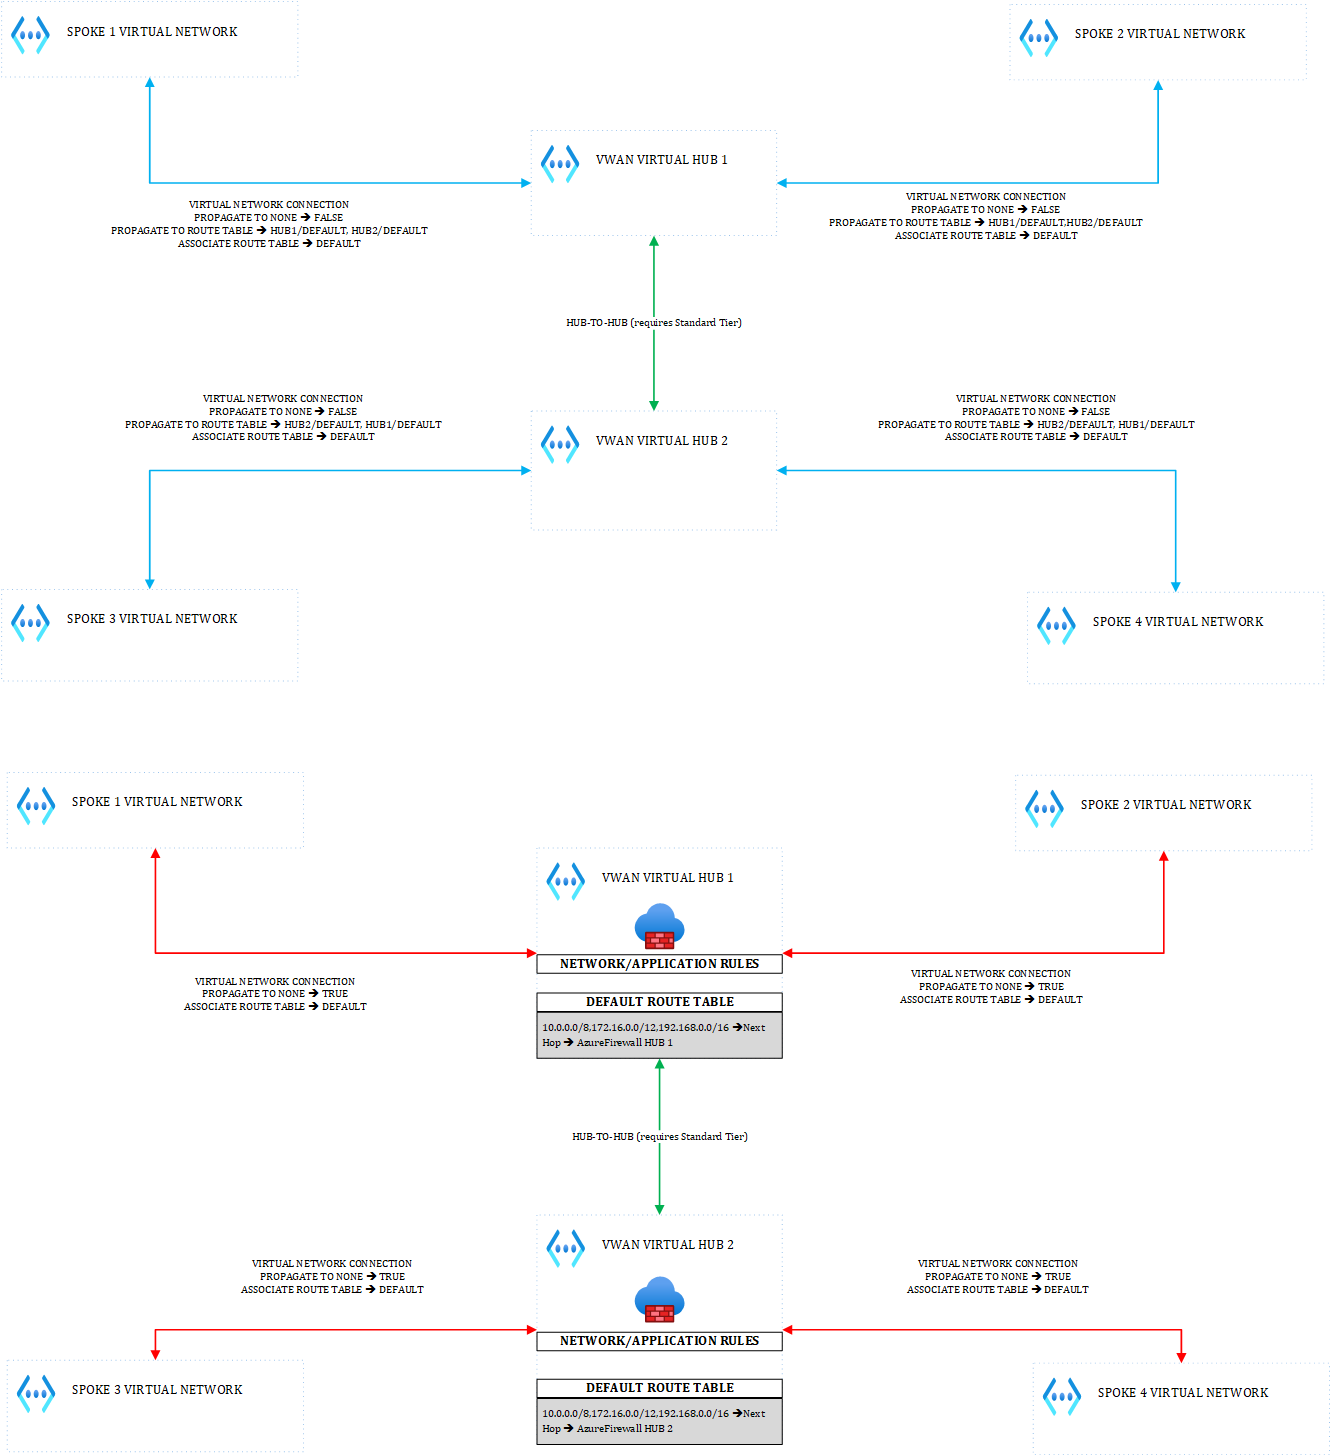 SPOKE 1 VIRTUAL NETWORK
SPOKE 2 VIRTUAL NETWORK
VWAN VIRTUAL HUB 1
VIRTUAL NETWORK CONNECTION
PROPAGATE TO NONE → FALSE
PROPAGATE TO ROUTE TABLE → HUB1/DEFAULT, HUB2/DEFAULT
ASSOCIATE ROUTE TABLE → DEFAULT
VIRTUAL NETWORK CONNECTION
PROPAGATE TO NONE → FALSE
PROPAGATE TO ROUTE TABLE → HUB1/DEFAULT,HUB2/DEFAULT
ASSOCIATE ROUTE TABLE → DEFAULT
HUB-TO-HUB (requires Standard Tier)
VIRTUAL NETWORK CONNECTION
PROPAGATE TO NONE → FALSE
PROPAGATE TO ROUTE TABLE → HUB2/DEFAULT, HUB1/DEFAULT
ASSOCIATE ROUTE TABLE → DEFAULT
VWAN VIRTUAL HUB 2
VIRTUAL NETWORK CONNECTION
PROPAGATE TO NONE → FALSE
PROPAGATE TO ROUTE TABLE → HUB2/DEFAULT, HUB1/DEFAULT
ASSOCIATE ROUTE TABLE → DEFAULT
SPOKE 3 VIRTUAL NETWORK
SPOKE 4 VIRTUAL NETWORK
SPOKE 1 VIRTUAL NETWORK
SPOKE 2 VIRTUAL NETWORK
VWAN VIRTUAL HUB 1
NETWORK/APPLICATION RULES
VIRTUAL NETWORK CONNECTION
PROPAGATE TO NONE → TRUE
ASSOCIATE ROUTE TABLE → DEFAULT
VIRTUAL NETWORK CONNECTION
PROPAGATE TO NONE → TRUE
ASSOCIATE ROUTE TABLE → DEFAULT
DEFAULT ROUTE TABLE
10.0.0.0/8,172.16.0.0/12,192.168.0.0/16 →Next
Hop → AzureFirewall HUB 1
HUB-TO-HUB (requires Standard Tier)
VWAN VIRTUAL HUB 2
VIRTUAL NETWORK CONNECTION
PROPAGATE TO NONE → TRUE
ASSOCIATE ROUTE TABLE → DEFAULT
VIRTUAL NETWORK CONNECTION
PROPAGATE TO NONE → TRUE
ASSOCIATE ROUTE TABLE → DEFAULT
NETWORK/APPLICATION RULES
DEFAULT ROUTE TABLE
10.0.0.0/8,172.16.0.0/12,192.168.0.0/16 →Next
Hop → AzureFirewall HUB 2
SPOKE 3 VIRTUAL NETWORK
SPOKE 4 VIRTUAL NETWORK